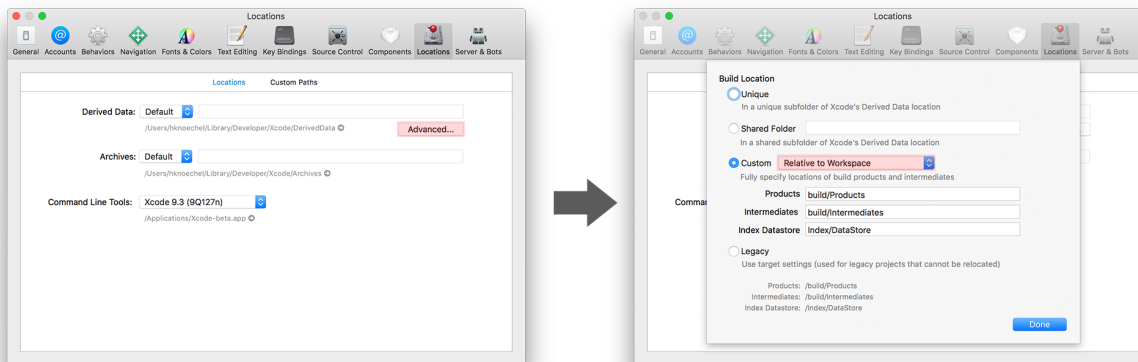 Locations
General Accounts Behaviors Navigation Fonts & Colors Text Editing Key Bindings Source Control Components Locations Server & Bots
Locations Custom Paths
Derived Data: Default
/Users/hknoechel/Library/Developer/Xcode/DerivedData
Advanced...
Archives: Default
/Users/hknoechel/Library/Developer/Xcode/Archives
Command Line Tools: Xcode 9.3 (9Q127n)
/Applications/Xcode-beta.app
Locations
General Accounts Behaviors Navigation Fonts & Colors Text Editing Key Bindings Source Control Components Locations Server & Bots
Build Location
Unique
In a unique subfolder of Xcode's Derived Data location
Shared Folder
In a shared subfolder of Xcode's Derived Data location
Custom Relative to Workspace
Fully specify locations of build products and intermediates
Products build/Products
Comma
Intermediates build/Intermediates
Index Datastore Index/DataStore
Legacy
Use target settings (used for legacy projects that cannot be relocated)
Products: /build/Products
Intermediates: /build/Intermediates
Index Datastore: /Index/DataStore
Done